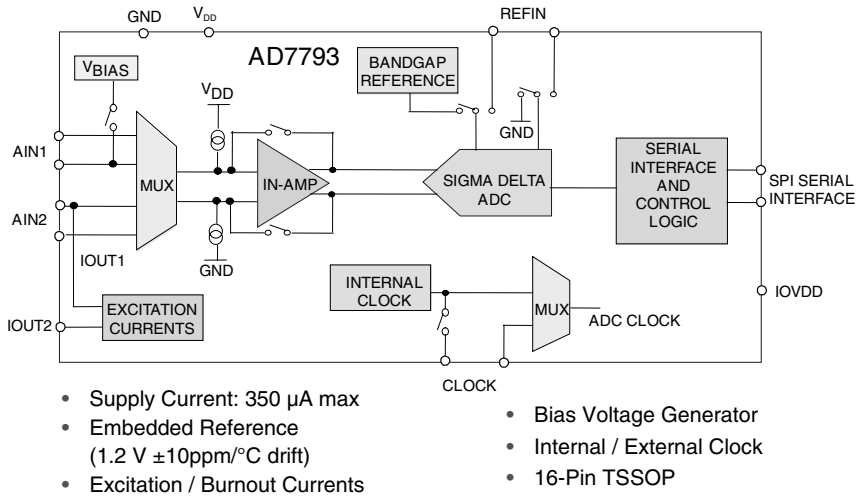 GND
VDD
REFIN
AD7793
VBIAS
VDD
BANDGAP
REFERENCE
GND
AIN1
MUX
IN-AMP
SIGMA DELTA
ADC
SERIAL
INTERFACE
AND
CONTROL
LOGIC
SPI SERIAL
INTERFACE
AIN2
IOUT1
GND
INTERNAL
CLOCK
MUX
ADC CLOCK
IOVDD
EXCITATION
CURRENTS
IOUT2
CLOCK
• Supply Current: 350 µA max
• Embedded Reference
(1.2 V ±10ppm/°C drift)
• Excitation / Burnout Currents
• Bias Voltage Generator
• Internal / External Clock
• 16-Pin TSSOP